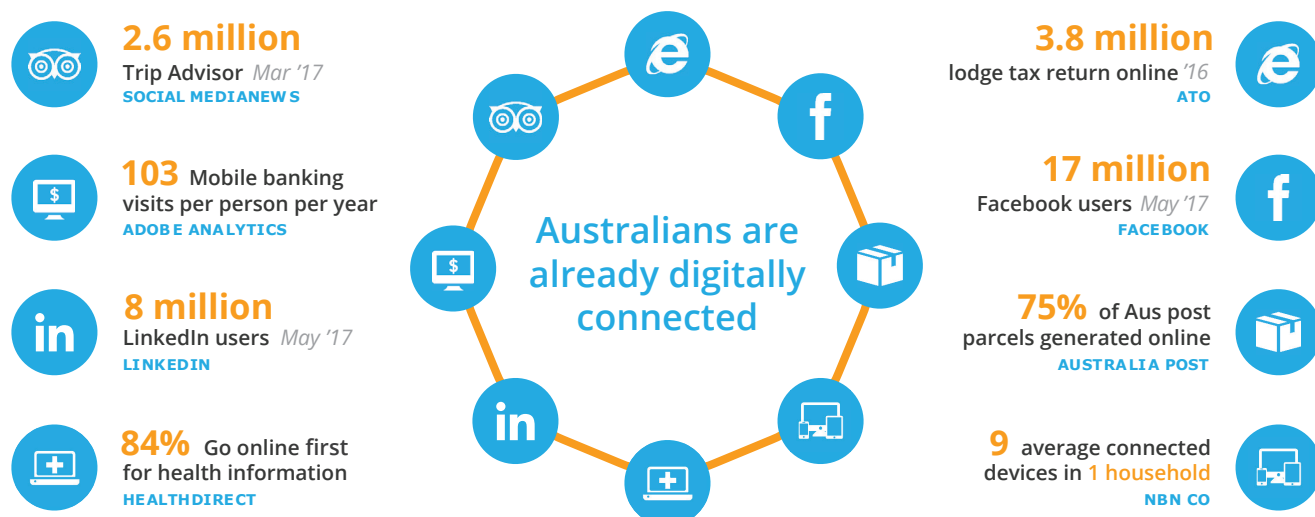 2.6 million
Trip Advisor Mar '17
SOCIAL MEDIANEWS
103 Mobile banking
visits per person per year
ADOBE ANALYTICS
8 million
LinkedIn users May '17
LINKEDIN
84% Go online first
for health information
HEALTHDIRECT
Australians are
already digitally
connected
3.8 million
lodge tax return online '16
ATO
17 million
Facebook users May '17
FACEBOOK
75% of Aus post
parcels generated online
AUSTRALIA POST
9 average connected
devices in 1 household
NBN CO